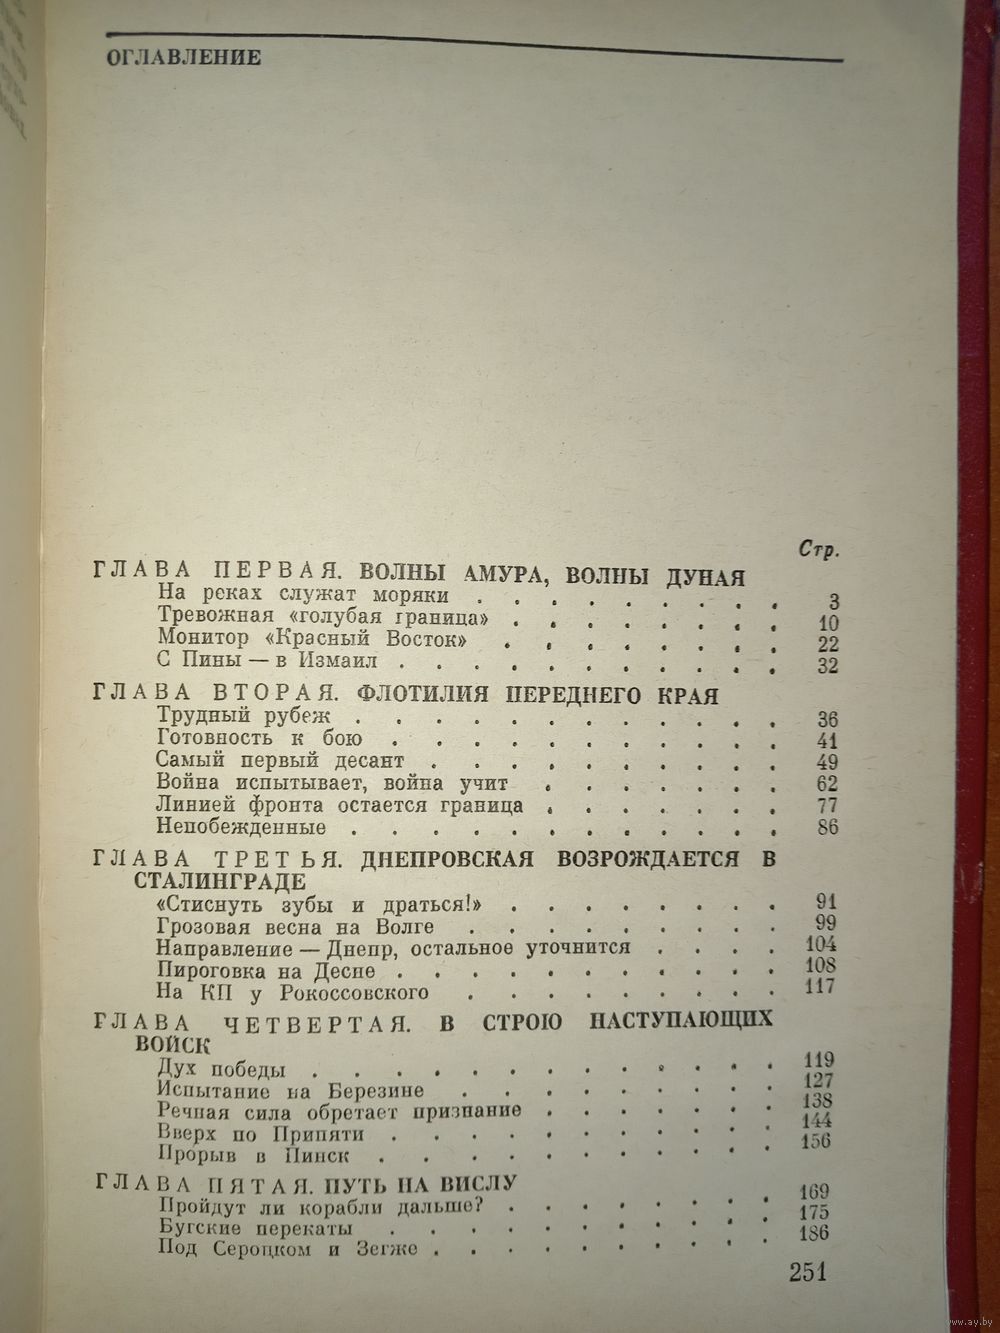 ОГЛАВЛЕНИЕ
Стр.
ГЛАВА ПЕРВАЯ. ВОЛНЫ АМУРА, ВОЛНЫ ДУНАЯ
На реках служат моряки . . . . . . . . . 3
Тревожная «голубая граница» . . . . . . . 10
Монитор «Красный Восток» . . . . . . . 22
С Пины — в Измаил . . . . . . . . . . . 32
ГЛАВА ВТОРАЯ. ФЛОТИЛИЯ ПЕРЕДНЕГО КРАЯ
Трудный рубеж . . . . . . . . . . . . 36
Готовность к бою . . . . . . . . . . . 41
Самый первый десант . . . . . . . . . . 49
Война испытывает, война учит . . . . . . 62
Линией фронта остается граница . . . . . . 77
Непобежденные . . . . . . . . . . . . 86
ГЛАВА ТРЕТЬЯ. ДНЕПРОВСКАЯ ВОЗРОЖДАЕТСЯ В
СТАЛИНГРАДЕ
«Стиснуть зубы и драться!» . . . . . . . . 91
Грозовая весна на Волге . . . . . . . . . 99
Направление — Днепр, остальное уточнится . . . . 104
Пироговка на Десне . . . . . . . . . . . 108
На КП у Рокоссовского . . . . . . . . . 117
ГЛАВА ЧЕТВЕРТАЯ. В СТРОЮ НАСТУПАЮЩИХ
ВОЙСК
Дух победы . . . . . . . . . . . . . 119
Испытание на Березине . . . . . . . . . 127
Речная сила обретает признание . . . . . . 138
Вверх по Припяти . . . . . . . . . . . 144
Прорыв в Пинск . . . . . . . . . . . 156
ГЛАВА ПЯТАЯ. ПУТЬ НА ВИСЛУ
Пройдут ли корабли дальше? . . . . . . . . 169
Бугские перекаты . . . . . . . . . . . 175
Под Сероцком и Зегже . . . . . . . . . . 186
251
www.ay.by